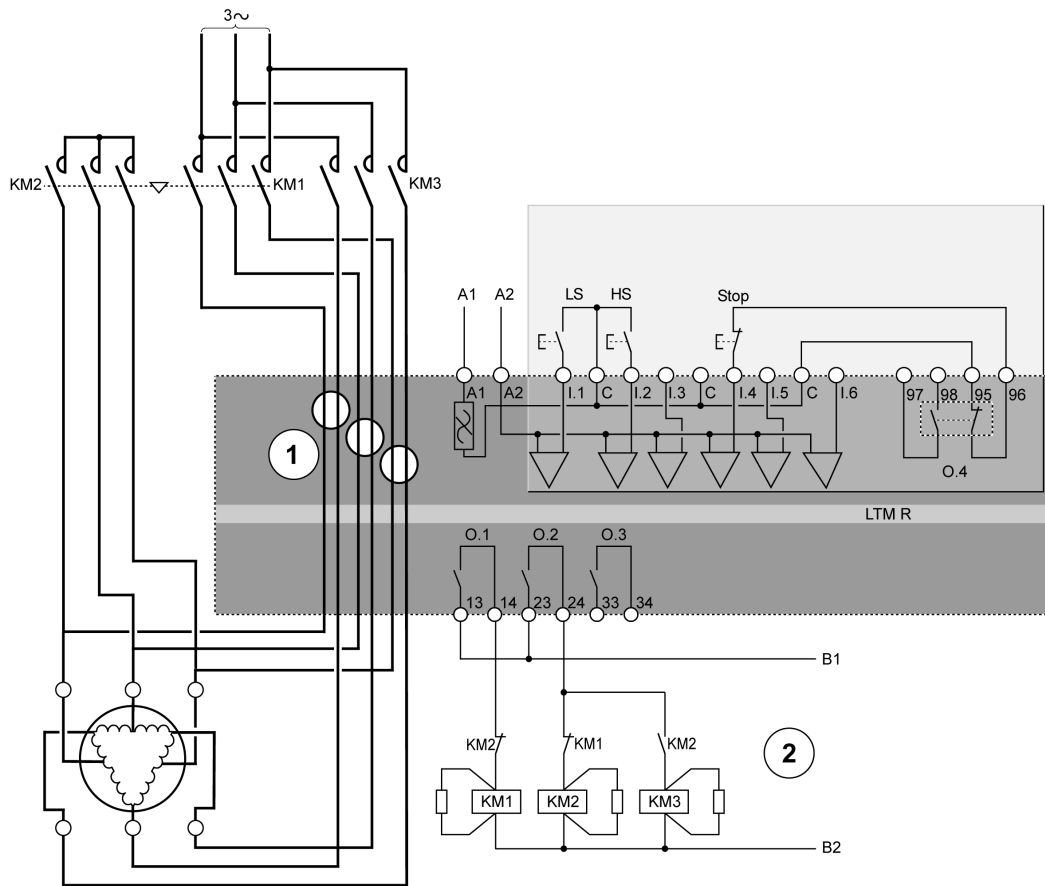 3~
KM2
KM1
KM3
A1 A2 LS HS Stop
A1 A2 I.1 C I.2 I.3 C I.4 I.5 C I.6 97 98 95 96
1
O.4
LTM R
O.1 O.2 O.3
13 14 23 24 33 34
B1
KM2 KM1 KM2
2
KM1 KM2 KM3
B2